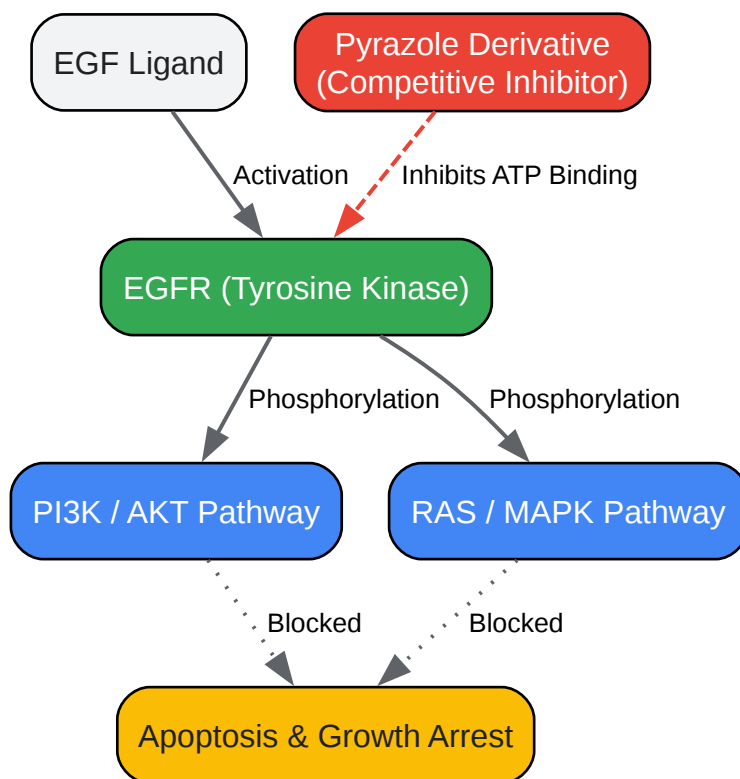 EGF Ligand
Pyrazole Derivative
(Competitive Inhibitor)
Activation
Inhibits ATP Binding
EGFR (Tyrosine Kinase)
Phosphorylation
Phosphorylation
PI3K / AKT Pathway
RAS / MAPK Pathway
Blocked
Blocked
Apoptosis & Growth Arrest